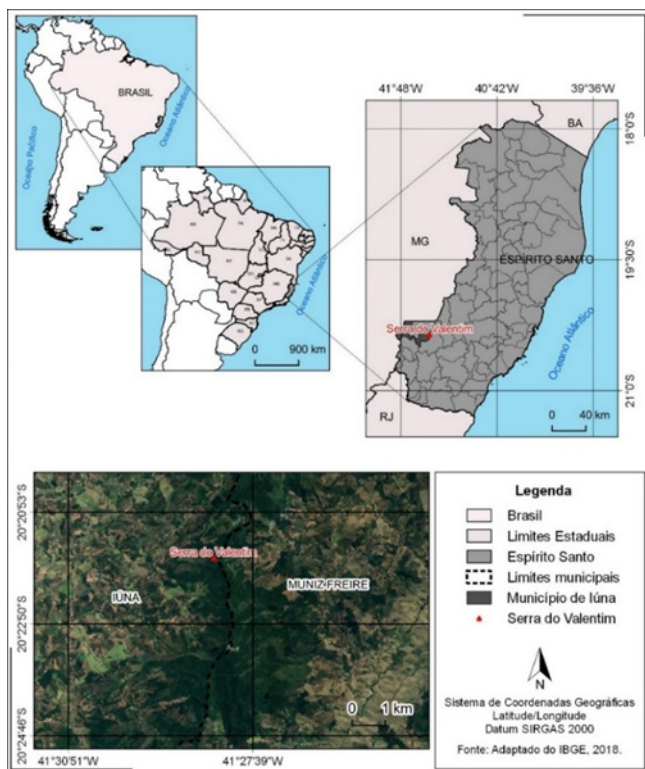 BRASIL
Oceano Pacífico
Oceano Atlântico
Oceano Atlântico
0 900 km
41°48'W 40°42'W 39°36'W
18°0'S
19°30'S
21°0'S
BA
MG
ESPÍRITO SANTO
Serra do Valentim
Oceano Atlântico
RJ
0 40 km
20°20'53"S
20°22'50"S
20°24'46"S
Serra do Valentim
IÚNA
MUNIZ FREIRE
0 1 km
41°30'51"W 41°27'39"W
Legenda
Brasil
Limites Estaduais
Espírito Santo
Limites municipais
Município de Iúna
Serra do Valentim
N
Sistema de Coordenadas Geográficas
Latitude/Longitude
Datum SIRGAS 2000
Fonte: Adaptado do IBGE, 2018.